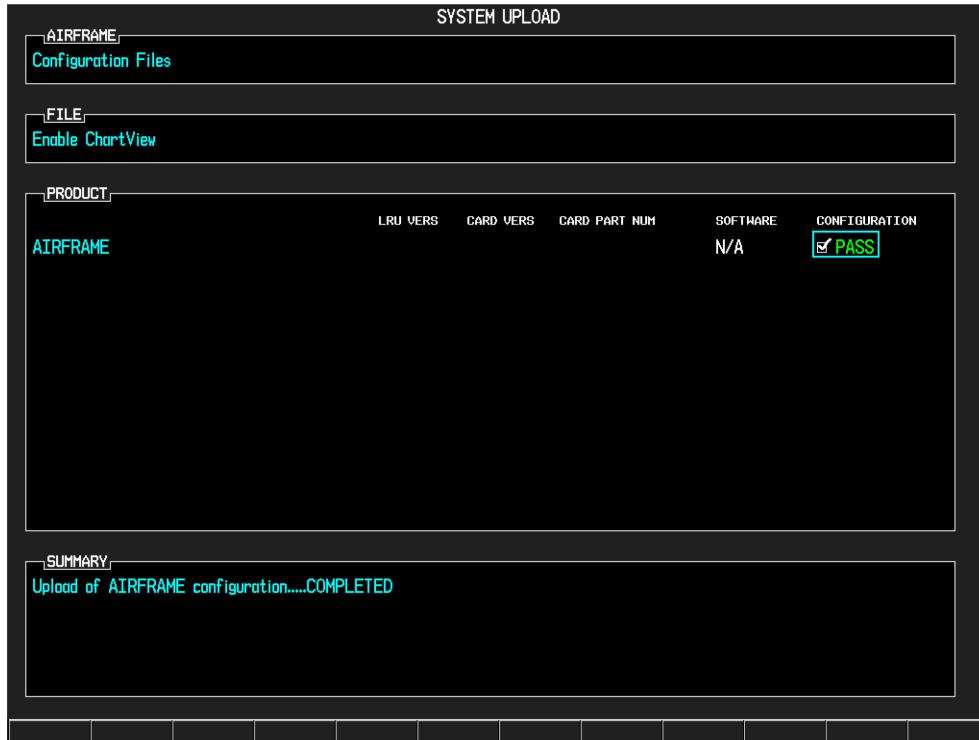 SYSTEM UPLOAD
AIRFRAME
Configuration Files
FILE
Enable ChartView
PRODUCT
LRU VERS CARD VERS CARD PART NUM SOFTWARE CONFIGURATION
AIRFRAME N/A PASS
SUMMARY
Upload of AIRFRAME configuration.....COMPLETED